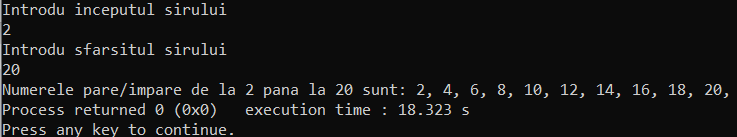 Introdu inceputul sirului
2
Introdu sfarsitul sirului
20
Numerele pare/impare de la 2 pana la 20 sunt: 2, 4, 6, 8, 10, 12, 14, 16, 18, 20,
Process returned 0 (0x0)   execution time : 18.323 s
Press any key to continue.